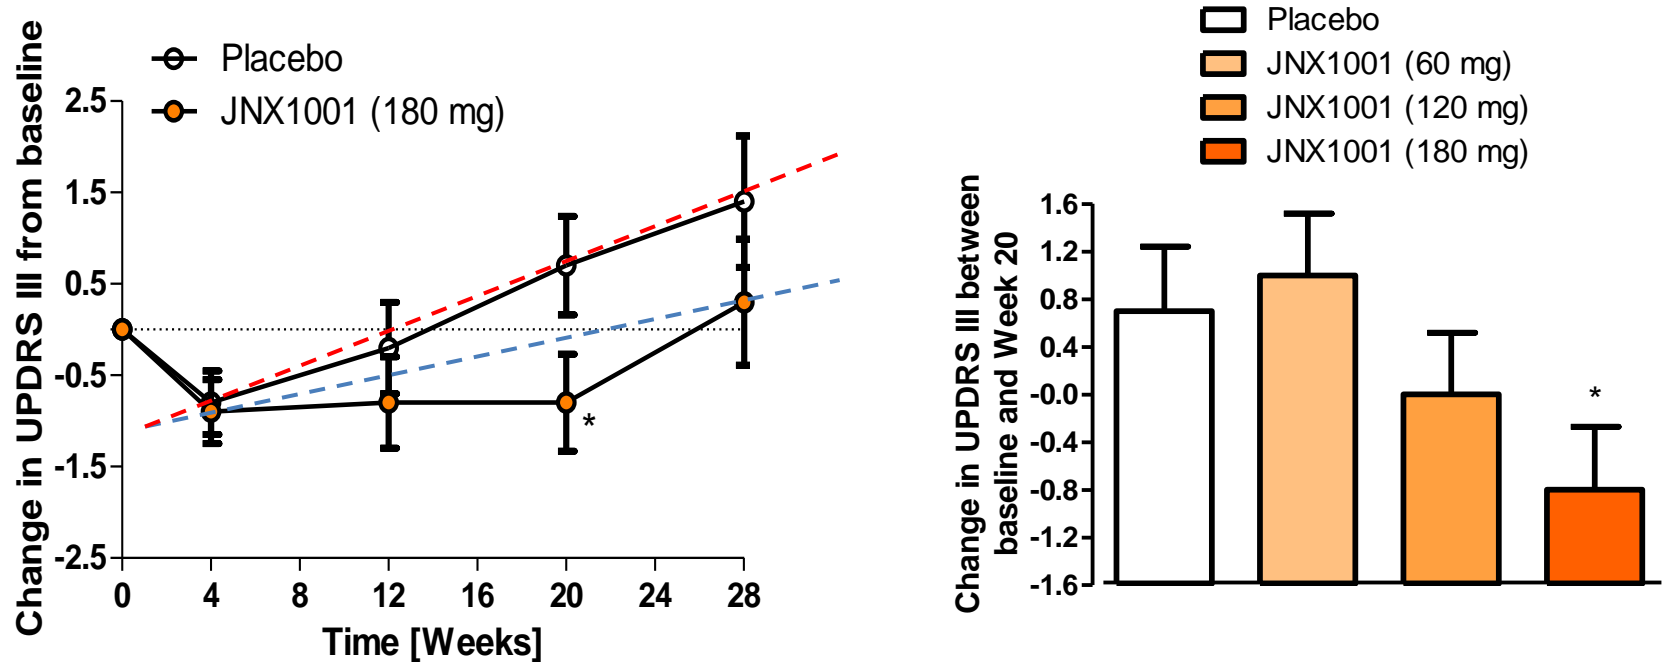 Change in UPDRS III from baseline
Placebo
JNX1001 (180 mg)
2.5
1.5
0.5
-0.5
-1.5
-2.5
*
0 4 8 12 16 20 24 28
Time [Weeks]
Placebo
JNX1001 (60 mg)
JNX1001 (120 mg)
JNX1001 (180 mg)
Change in UPDRS III between
baseline and Week 20
1.6
1.2
0.8
0.4
-0.0
-0.4
-0.8
-1.2
-1.6
*